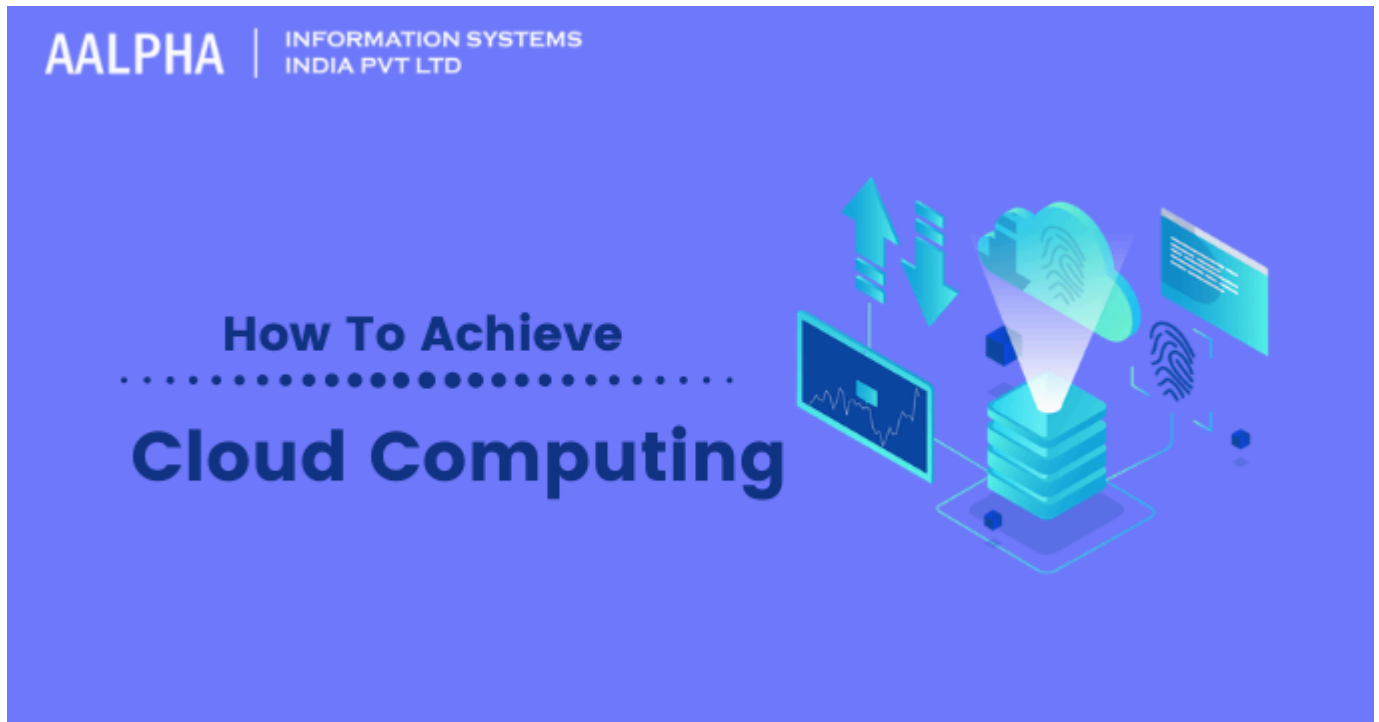 AALPHA
INFORMATION SYSTEMS
INDIA PVT LTD
How To Achieve
Cloud Computing